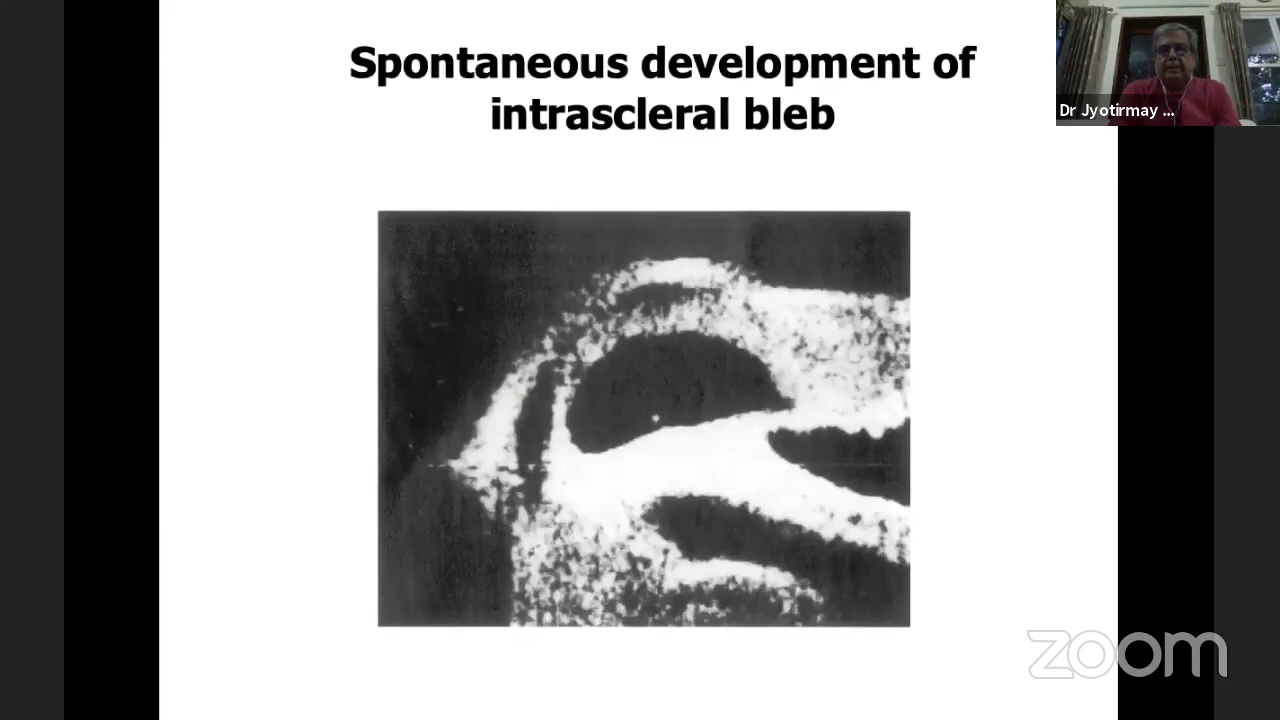 Spontaneous development of
intrascleral bleb
Dr Jyotirmay ...
zoom